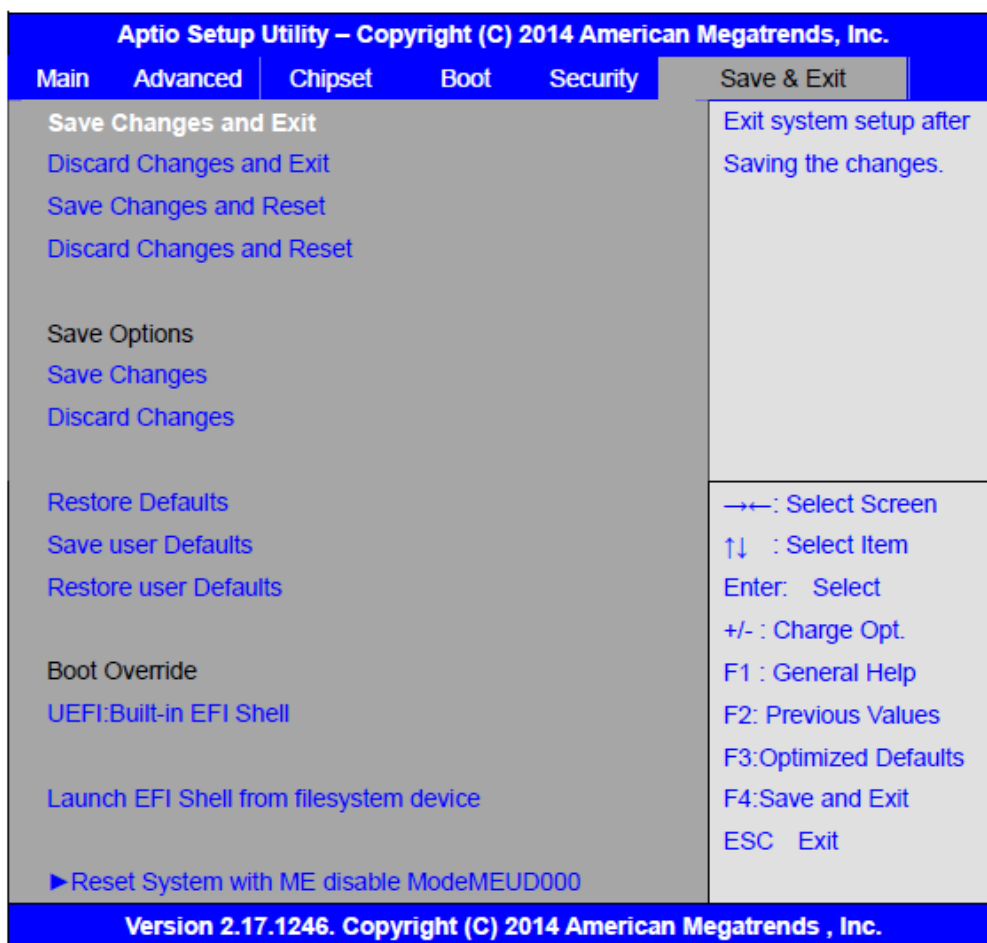 Aptio Setup Utility – Copyright (C) 2014 American Megatrends, Inc.
Main Advanced Chipset Boot Security Save & Exit
Save Changes and Exit
Discard Changes and Exit
Save Changes and Reset
Discard Changes and Reset
Save Options
Save Changes
Discard Changes
Restore Defaults
Save user Defaults
Restore user Defaults
Boot Override
UEFI:Built-in EFI Shell
Launch EFI Shell from filesystem device
►Reset System with ME disable ModeMEUD000
Exit system setup after
Saving the changes.
→←: Select Screen
↑↓ : Select Item
Enter: Select
+/- : Charge Opt.
F1 : General Help
F2: Previous Values
F3:Optimized Defaults
F4:Save and Exit
ESC Exit
Version 2.17.1246. Copyright (C) 2014 American Megatrends , Inc.